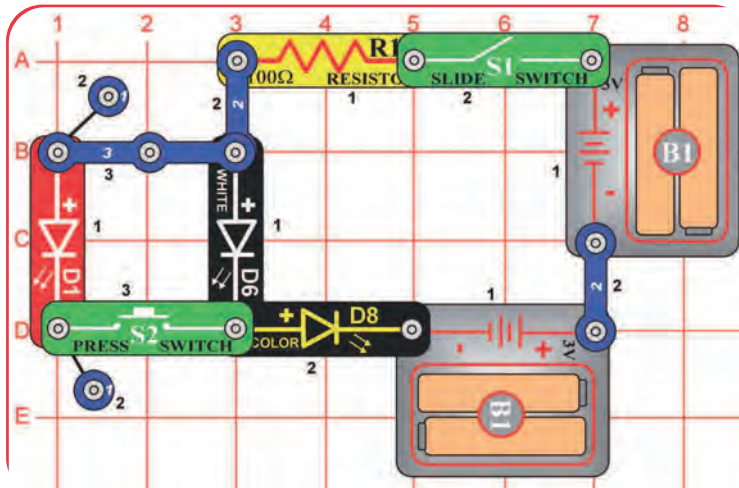 1 2 3 4 5 6 7 8
A
R1
100Ω RESISTO
1
S1
SLIDE SWITCH
2
2
1
2
2
3V
+
-
B1
1
B
3
3
WHITE
+
D6
1
C
+
D1
1
2
2
D
3
S2
PRESS SWITCH
+
D8
COLOR
2
1
-
+
3V
B1
1
2
E